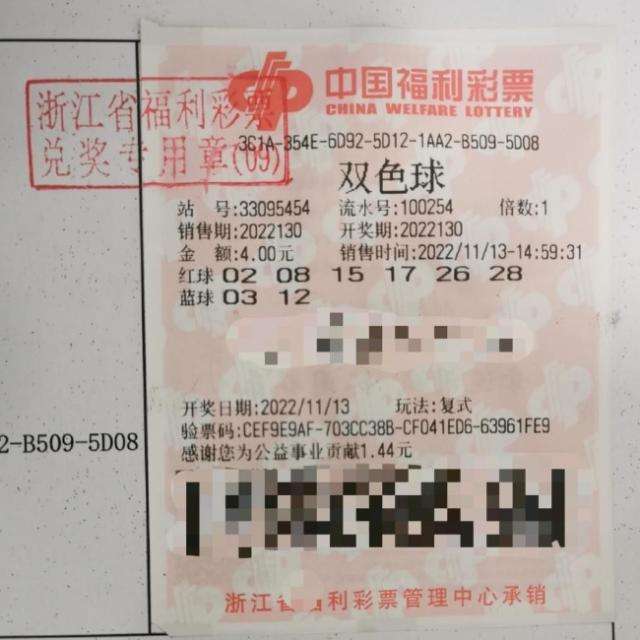 浙江省福利彩票
兑奖专用章(09)
中国福利彩票
CHINA WELFARE LOTTERY
3C1A-354E-6D92-5D12-1AA2-B509-5D08
双色球
站 号:33095454 流水号:100254 倍数:1
销售期:2022130 开奖期:2022130
金 额:4.00元 销售时间:2022/11/13-14:59:31
红球 02 08 15 17 26 28
蓝球 03 12
开奖日期:2022/11/13 玩法:复式
验票码:CEF9E9AF-703CC38B-CF041ED6-63961FE9
2-B509-5D08
感谢您为公益事业贡献1.44元
浙江省福利彩票管理中心承销